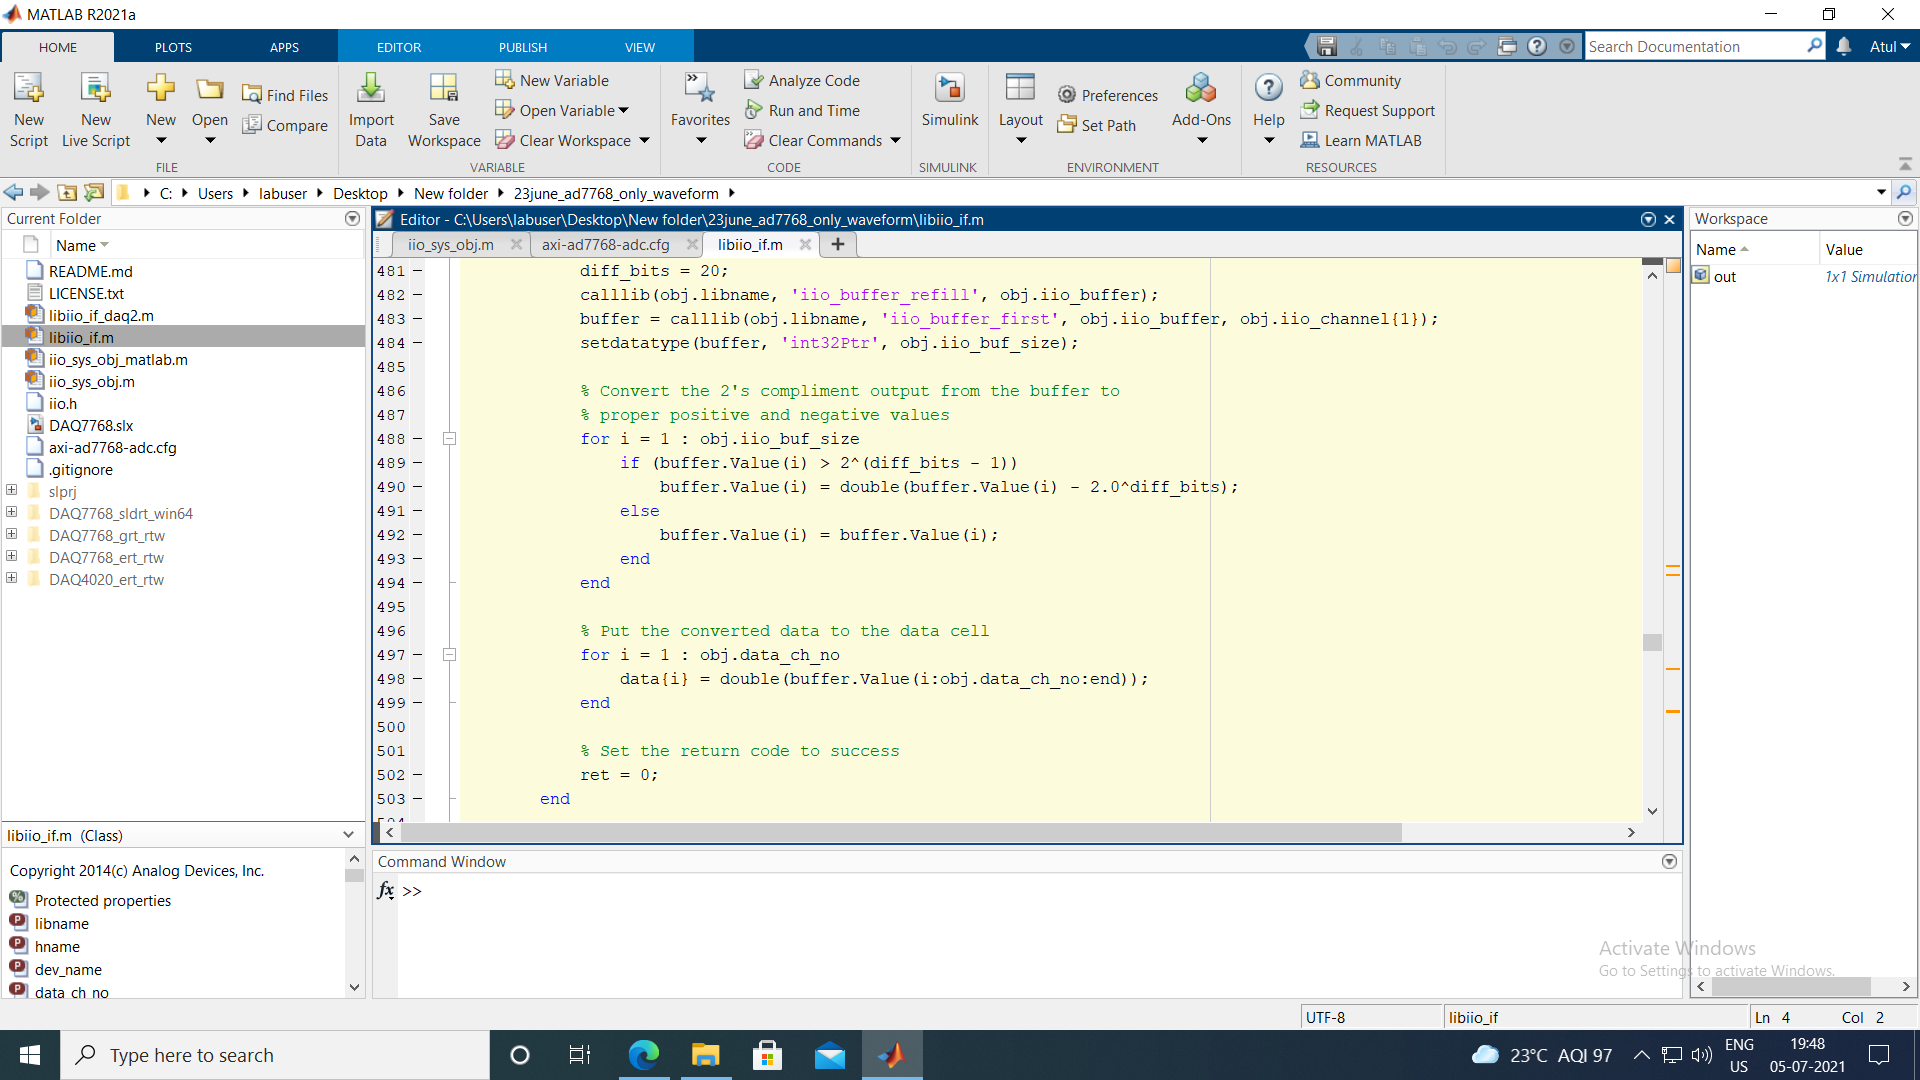 MATLAB R2021a
HOME PLOTS APPS EDITOR PUBLISH VIEW
Search Documentation
Atul
New Script
New Live Script
New
Open
Find Files
Compare
FILE
Import Data
Save Workspace
New Variable
Open Variable
Clear Workspace
VARIABLE
Favorites
Analyze Code
Run and Time
Clear Commands
CODE
Simulink
SIMULINK
Layout
Preferences
Set Path
Add-Ons
ENVIRONMENT
Help
Community
Request Support
Learn MATLAB
RESOURCES
C: Users labuser Desktop New folder 23june_ad7768_only_waveform
Current Folder
Name
README.md
LICENSE.txt
libiio_if_daq2.m
libiio_if.m
iio_sys_obj_matlab.m
iio_sys_obj.m
iio.h
DAQ7768.slx
axi-ad7768-adc.cfg
.gitignore
slprj
DAQ7768_sldrt_win64
DAQ7768_grt_rtw
DAQ7768_ert_rtw
DAQ4020_ert_rtw
libiio_if.m (Class)
Copyright 2014(c) Analog Devices, Inc.
Protected properties
libname
hname
dev_name
data ch no
Editor - C:\Users\labuser\Desktop\New folder\23june_ad7768_only_waveform\libiio_if.m
iio_sys_obj.m axi-ad7768-adc.cfg libiio_if.m
481 diff_bits = 20;
482 calllib(obj.libname, 'iio_buffer_refill', obj.iio_buffer);
483 buffer = calllib(obj.libname, 'iio_buffer_first', obj.iio_buffer, obj.iio_channel{1});
484 setdatatype(buffer, 'int32Ptr', obj.iio_buf_size);
485
486 % Convert the 2's compliment output from the buffer to
487 % proper positive and negative values
488 for i = 1 : obj.iio_buf_size
489 if (buffer.Value(i) > 2^(diff_bits - 1))
490 buffer.Value(i) = double(buffer.Value(i) - 2.0^diff_bits);
491 else
492 buffer.Value(i) = buffer.Value(i);
493 end
494 end
495
496 % Put the converted data to the data cell
497 for i = 1 : obj.data_ch_no
498 data{i} = double(buffer.Value(i:obj.data_ch_no:end));
499 end
500
501 % Set the return code to success
502 ret = 0;
503 end
504
Command Window
fx >>
Workspace
Name Value
out 1x1 Simulation
Activate Windows
Go to Settings to activate Windows.
UTF-8 libiio_if Ln 4 Col 2
Type here to search
23°C AQI 97
ENG
US
19:48
05-07-2021